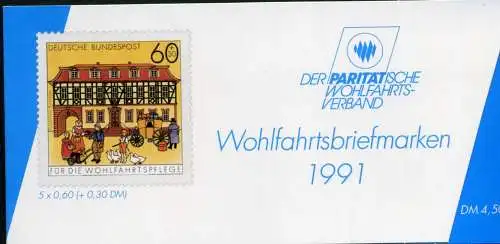 DEUTSCHE BUNDESPOST
60
+30
FÜR DIE WOHLFAHRTSPFLEGE
5 x 0,60 (+ 0,30 DM)
DER PARITÄTISCHE
WOHLFAHRTS-
VERBAND
Wohlfahrtsbriefmarken
1991
DM 4,50